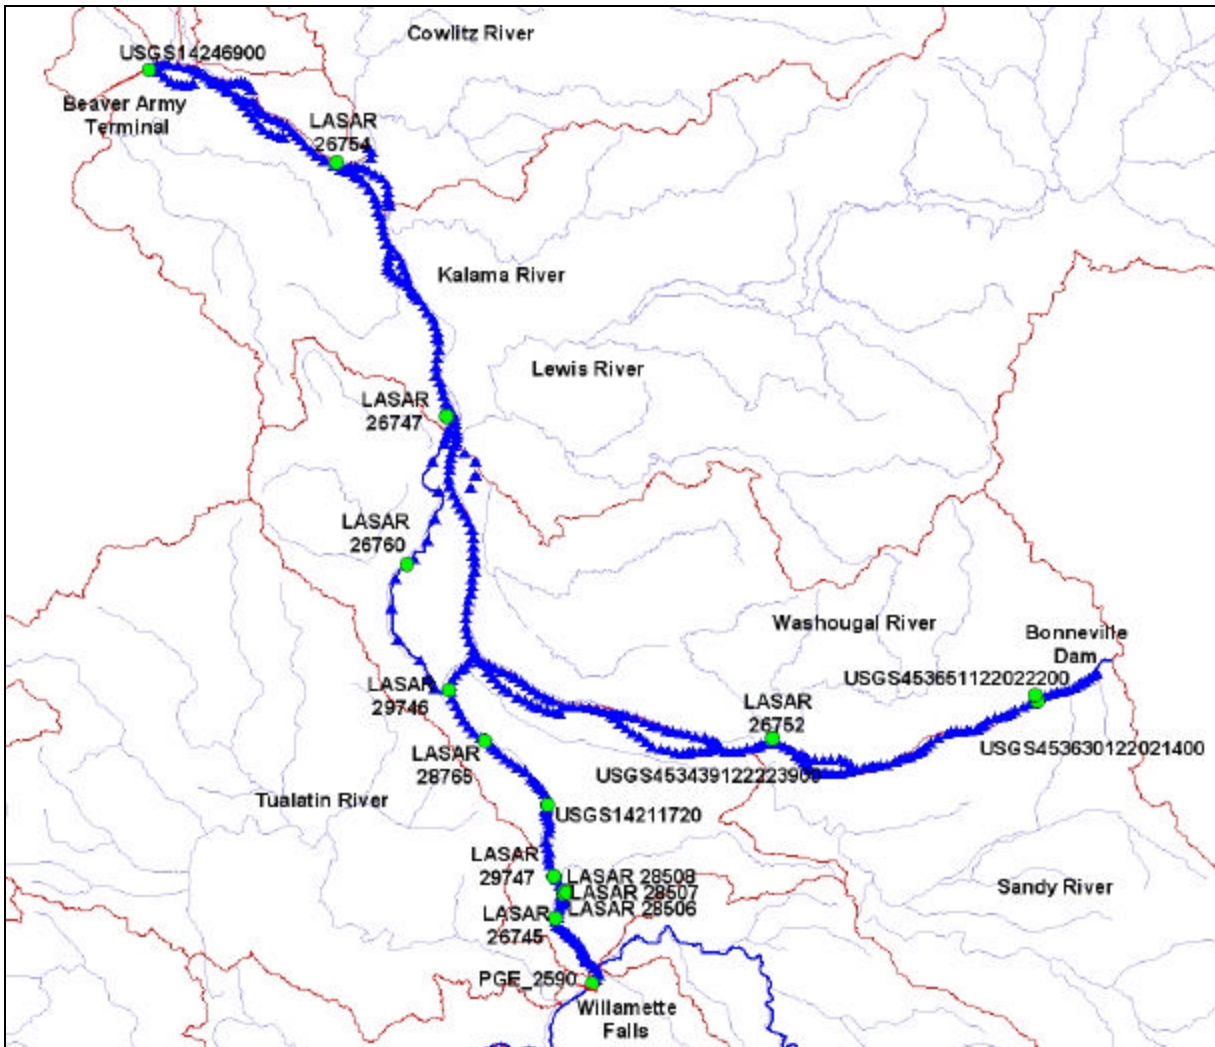 Cowlitz River
USGS14246900
Beaver Army
Terminal
LASAR
26754
Kalama River
Lewis River
LASAR
26747
LASAR
26760
Washougal River
Bonneville
Dam
USGS453651122022200
LASAR
29746
LASAR
26752
USGS453630122021400
LASAR
28765
USGS453439122223900
Tualatin River
USGS14211720
LASAR
29747
LASAR 28508
LASAR 28507
LASAR 28506
Sandy River
LASAR
26745
PGE_2590
Willamette
Falls